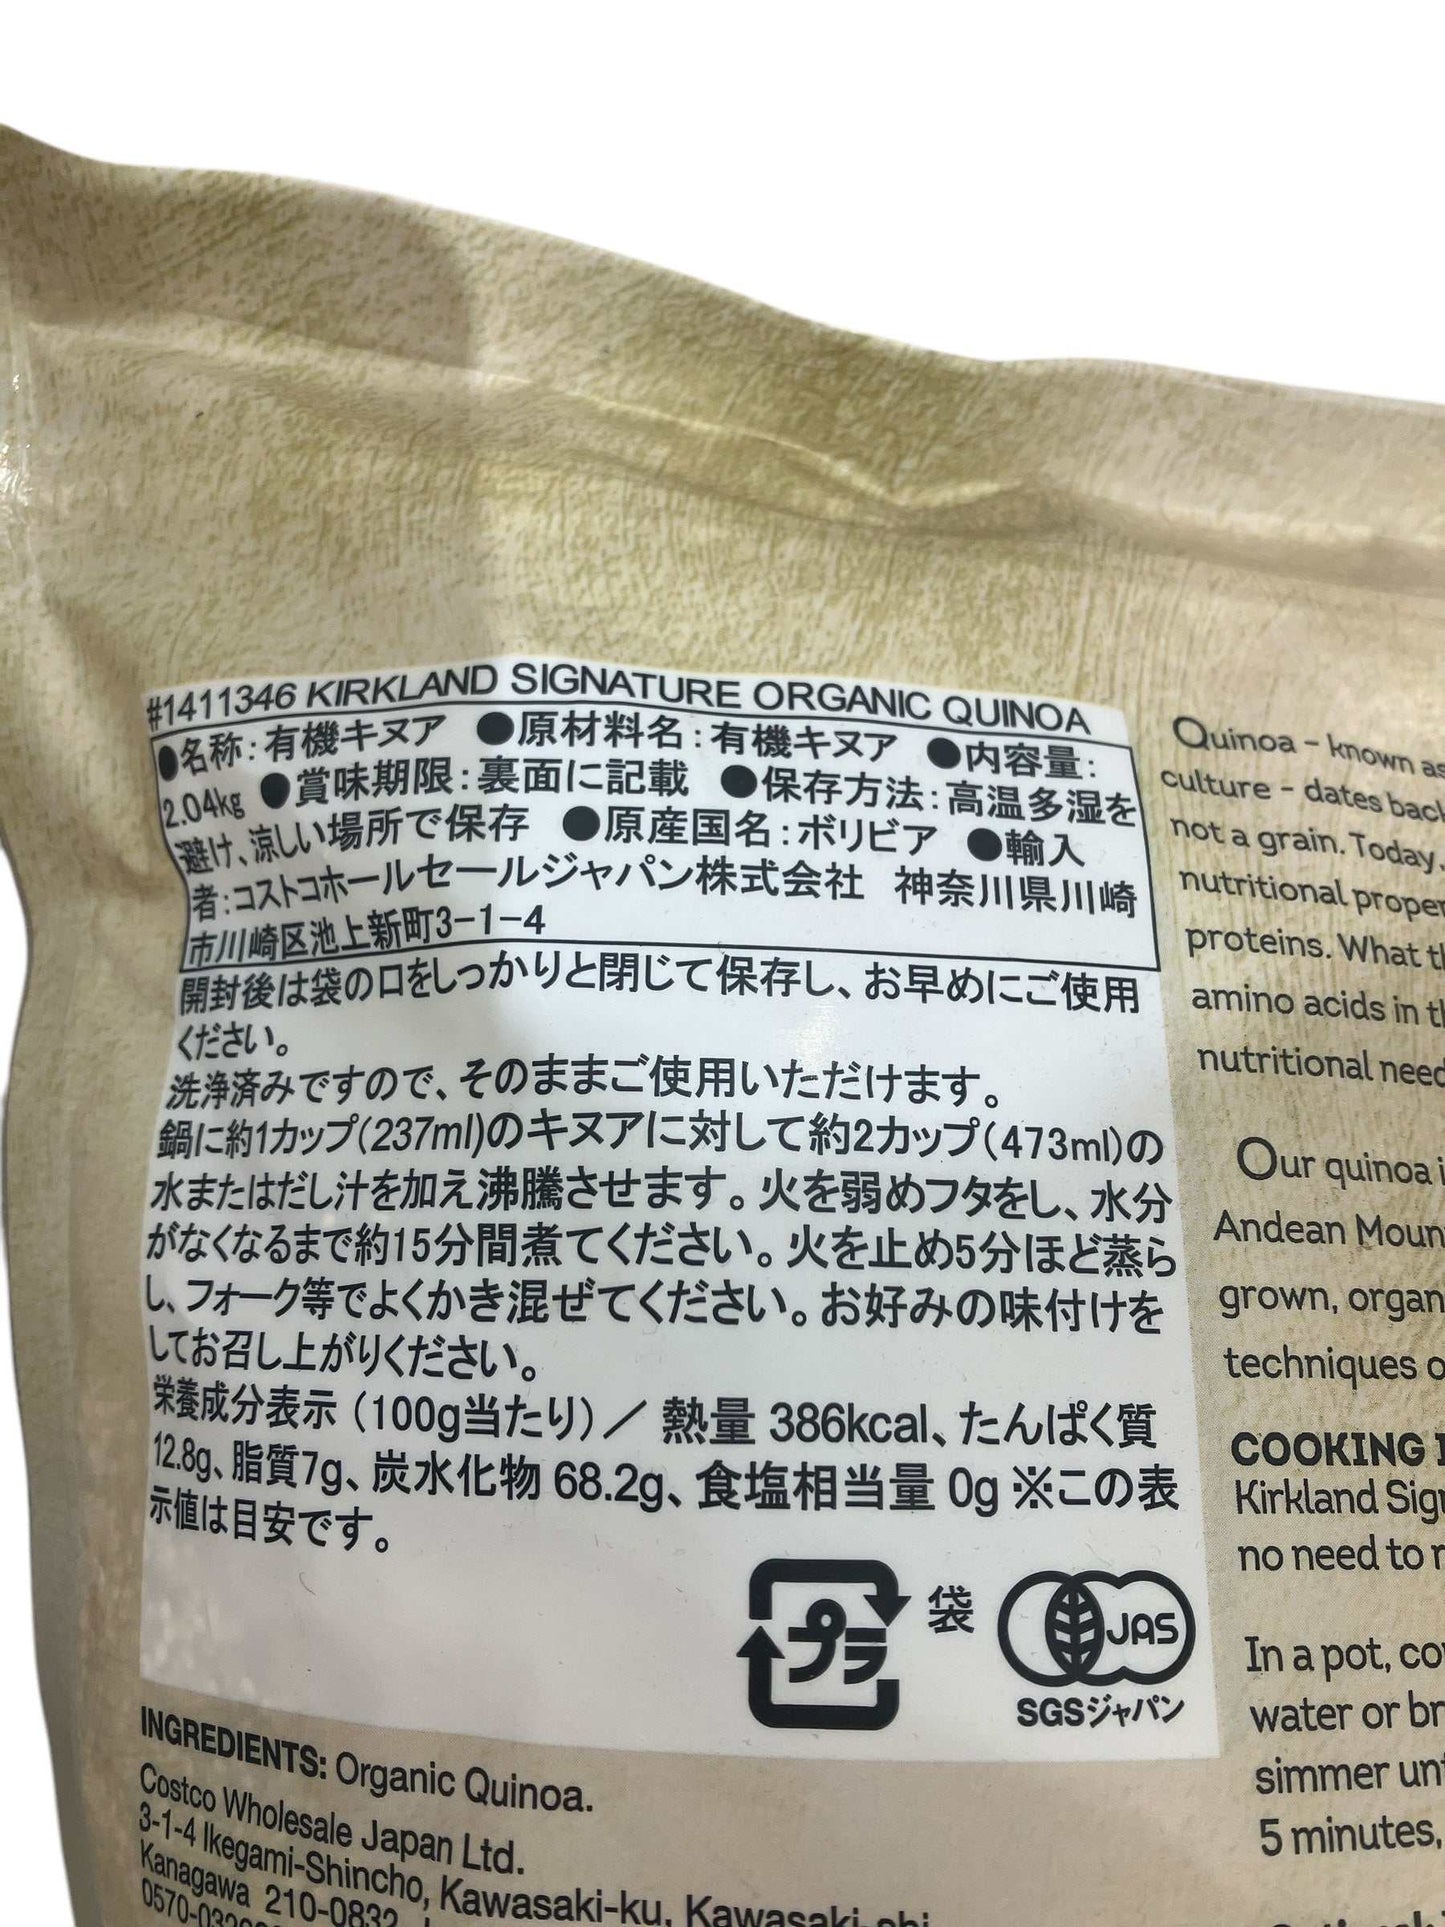 #1411346 KIRKLAND SIGNATURE ORGANIC QUINOA
●名称:有機キヌア ●原材料名:有機キヌア ●内容量:
2.04kg ●賞味期限:裏面に記載 ●保存方法:高温多湿を
避け、涼しい場所で保存 ●原産国名:ボリビア ●輸入
者:コストコホールセールジャパン株式会社 神奈川県川崎
市川崎区池上新町3-1-4
開封後は袋の口をしっかりと閉じて保存し、お早めにご使用
ください。
洗浄済みですので、そのままご使用いただけます。
鍋に約1カップ(237ml)のキヌアに対して約2カップ(473ml)の
水またはだし汁を加え沸騰させます。火を弱めフタをし、水分
がなくなるまで約15分間煮てください。火を止め5分ほど蒸ら
し、フォーク等でよくかき混ぜてください。お好みの味付けを
してお召し上がりください。
栄養成分表示(100g当たり)/ 熱量 386kcal、たんぱく質
12.8g、脂質7g、炭水化物 68.2g、食塩相当量 0g ※この表
示値は目安です。
プラ 袋 JAS
SGSジャパン
INGREDIENTS: Organic Quinoa.
Costco Wholesale Japan Ltd.
3-1-4 Ikegami-Shincho, Kawasaki-ku,
Kanagawa 210-0832
Quinoa – known as
culture – dates
not a grain. Today
nutritional
proteins. What
amino acids in
nutritional
Our quinoa
Andean
grown,
techniques
COOKING
Kirkland
no need to
In a pot,
water or
simmer
5 minutes,